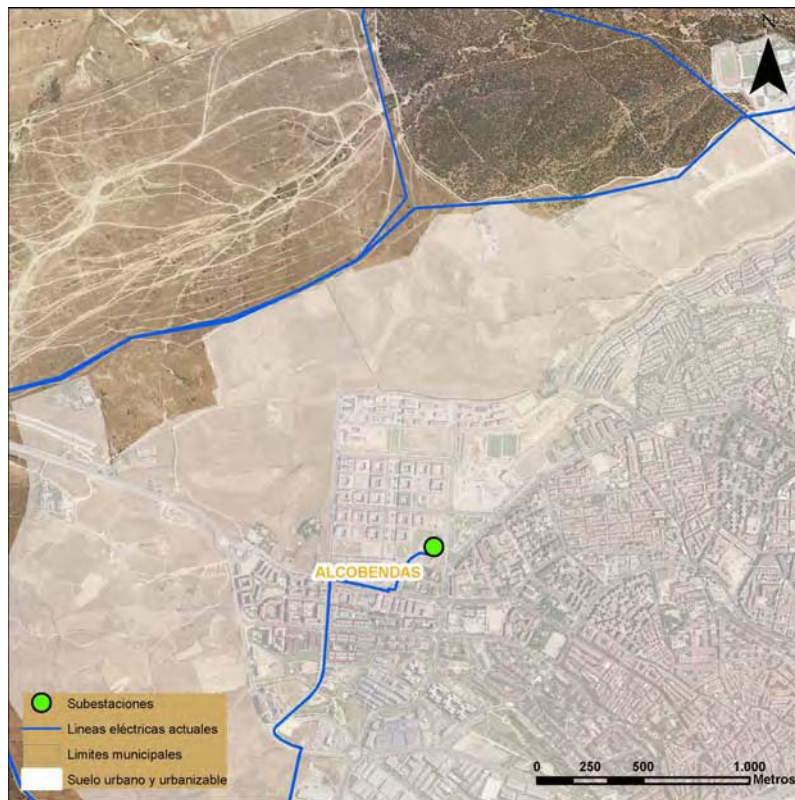 N
ALCOBENDAS
Subestaciones
Lineas eléctricas actuales
Limites municipales
Suelo urbano y urbanizable
0 250 500 1.000
Metros